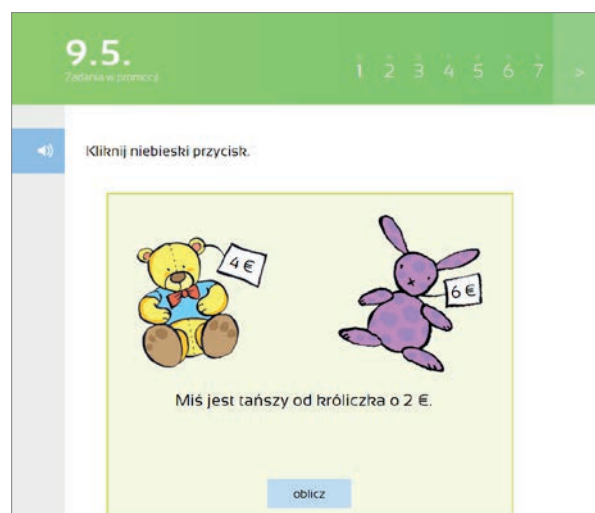 9.5.
Zadania w promocji
1 2 3 4 5 6 7 >
Kliknij niebieski przycisk.
4 €
6 €
Miś jest tańszy od króliczka o 2 €.
oblicz